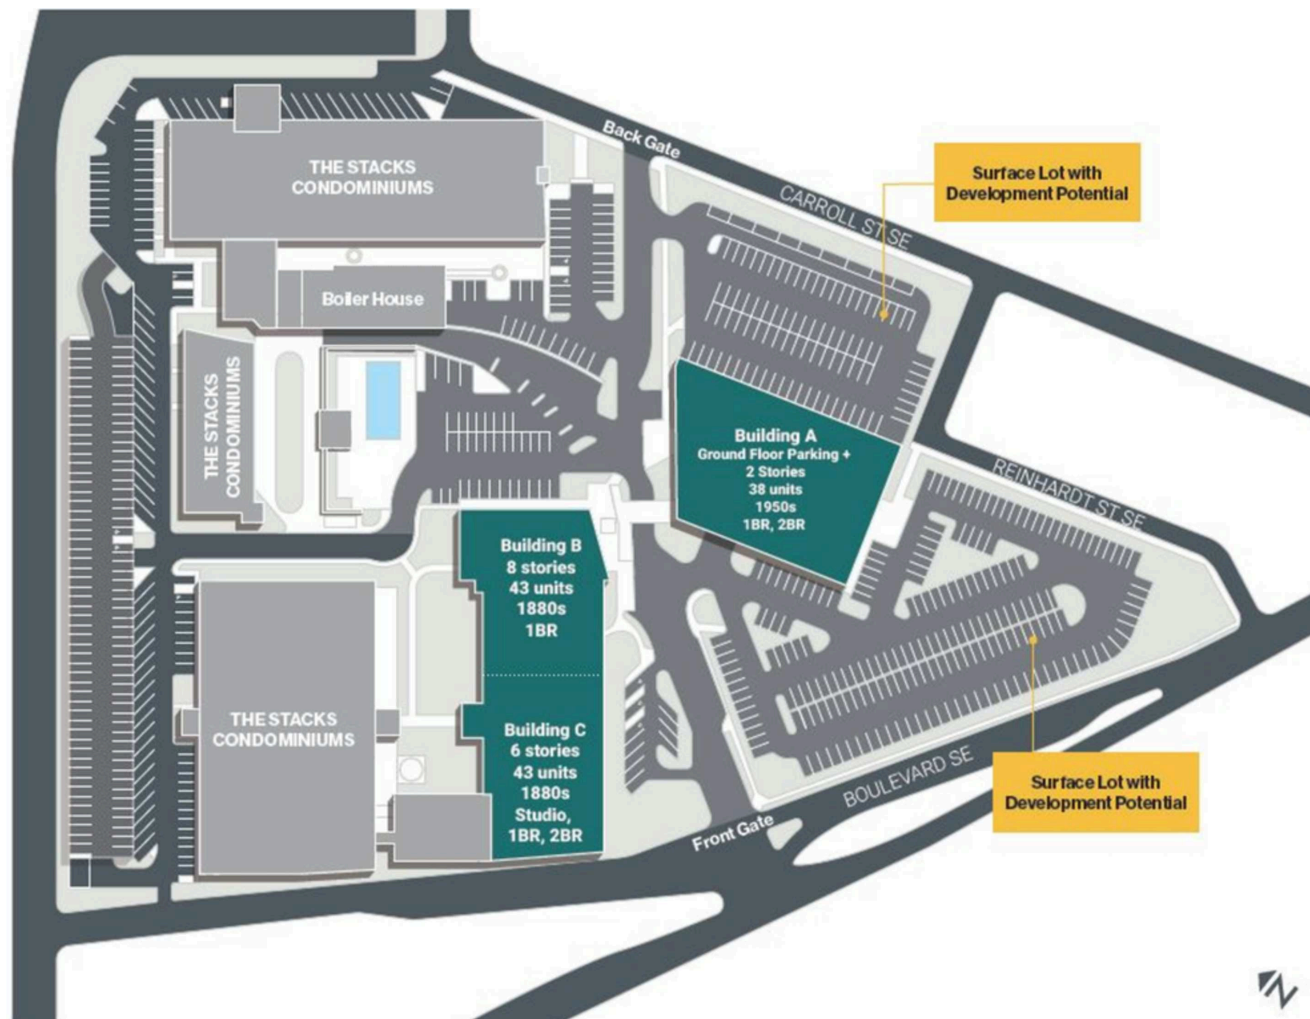 Back Gate
THE STACKS
CONDOMINIUMS
Surface Lot with
Development Potential
CARROLL ST SE
Boiler House
THE STACKS
CONDOMINIUMS
Building A
Ground Floor Parking +
2 Stories
38 units
1950s
1BR, 2BR
REINHARDT ST SE
Building B
8 stories
43 units
1880s
1BR
THE STACKS
CONDOMINIUMS
Building C
6 stories
43 units
1880s
Studio,
1BR, 2BR
BOULEVARD SE
Surface Lot with
Development Potential
Front Gate
N